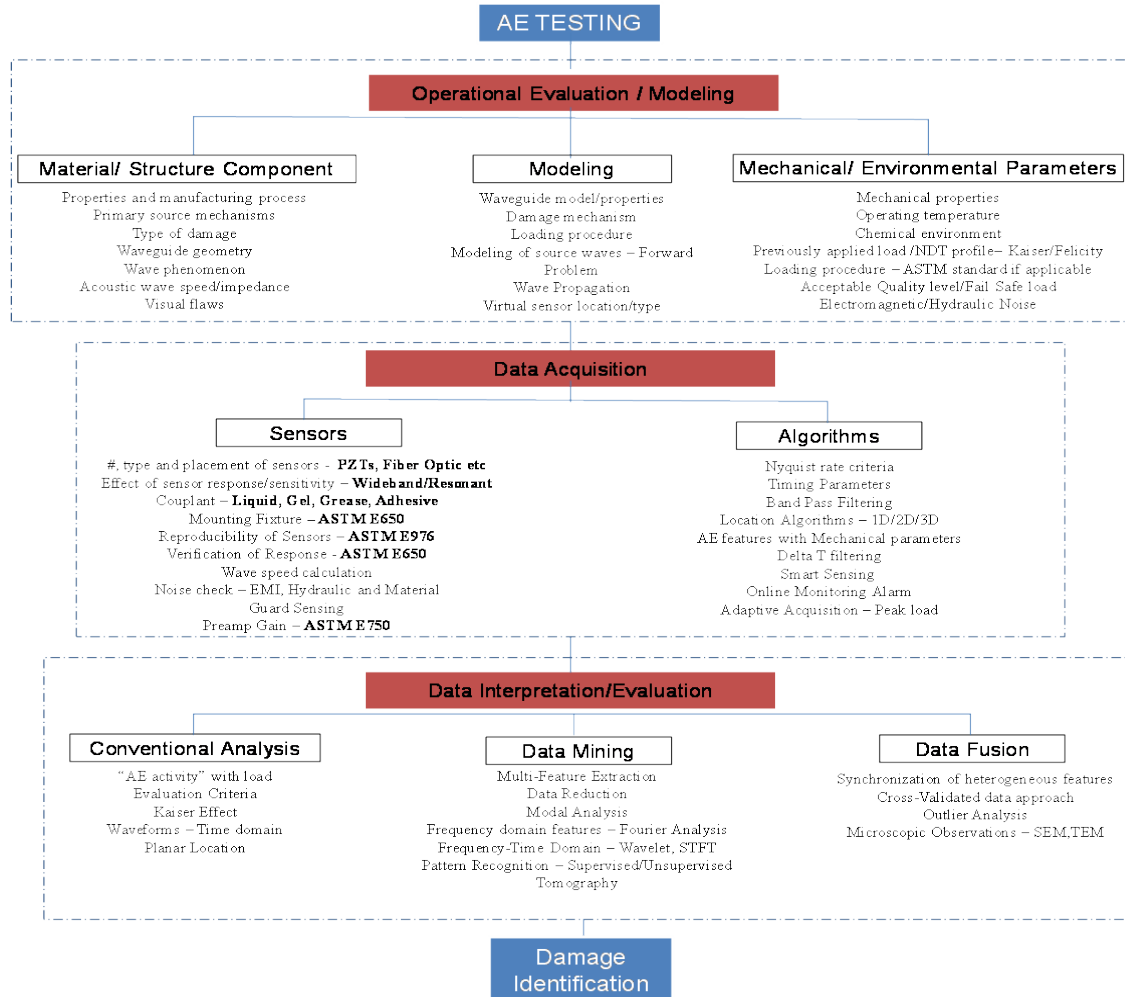 AE TESTING
Operational Evaluation / Modeling
Material/ Structure Component
Properties and manufacturing process
Primary source mechanisms
Type of damage
Waveguide geometry
Wave phenomenon
Acoustic wave speed/impedance
Visual flaws
Modeling
Waveguide model/properties
Damage mechanism
Loading procedure
Modeling of source waves – Forward
Problem
Wave Propagation
Virtual sensor location/type
Mechanical/ Environmental Parameters
Mechanical properties
Operating temperature
Chemical environment
Previously applied load /NDT profile– Kaiser/Felicity
Loading procedure – ASTM standard if applicable
Acceptable Quality level/Fail Safe load
Electromagnetic/Hydraulic Noise
Data Acquisition
Sensors
#, type and placement of sensors - PZTs, Fiber Optic etc
Effect of sensor response/sensitivity – Wideband/Resonant
Couplant – Liquid, Gel, Grease, Adhesive
Mounting Fixture – ASTM E650
Reproducibility of Sensors – ASTM E976
Verification of Response - ASTM E650
Wave speed calculation
Noise check – EMI, Hydraulic and Material
Guard Sensing
Preamp Gain – ASTM E750
Algorithms
Nyquist rate criteria
Timing Parameters
Band Pass Filtering
Location Algorithms – 1D/2D/3D
AE features with Mechanical parameters
Delta T filtering
Smart Sensing
Online Monitoring Alarm
Adaptive Acquisition – Peak load
Data Interpretation/Evaluation
Conventional Analysis
“AE activity” with load
Evaluation Criteria
Kaiser Effect
Waveforms – Time domain
Planar Location
Data Mining
Multi-Feature Extraction
Data Reduction
Modal Analysis
Frequency domain features – Fourier Analysis
Frequency-Time Domain – Wavelet, STFT
Pattern Recognition – Supervised/Unsupervised
Tomography
Data Fusion
Synchronization of heterogeneous features
Cross-Validated data approach
Outlier Analysis
Microscopic Observations – SEM,TEM
Damage
Identification